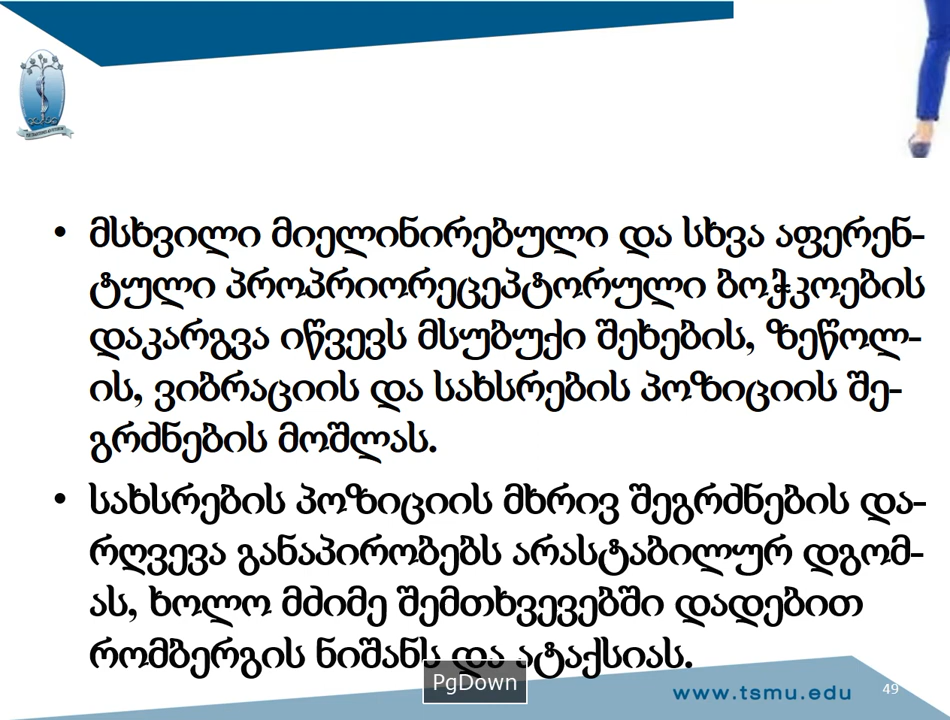 • მსხვილი მიელინირებული და სხვა აფერენ-
ტული პროპრიორეცეპტორული ბოჭკოების
დაკარგვა იწვევს მსუბუქი შეხების, ზეწოლ-
ის, ვიბრაციის და სახსრების პოზიციის შე-
გრძნების მოშლას.
• სახსრების პოზიციის მხრივ შეგრძნების და-
რღვევა განაპირობებს არასტაბილურ დგომ-
ას, ხოლო მძიმე შემთხვევებში დადებით
რომბერგის ნიშანს და ატაქსიას.
PgDown
www.tsmu.edu
49